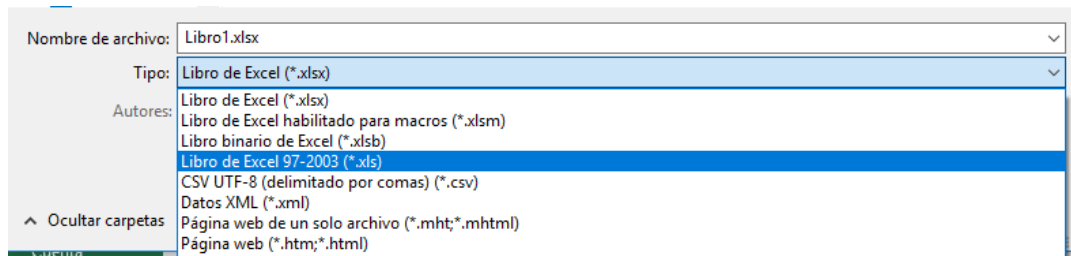 Nombre de archivo: Libro1.xlsx
Tipo: Libro de Excel (*.xlsx)
Autores:
Libro de Excel (*.xlsx)
Libro de Excel habilitado para macros (*.xlsm)
Libro binario de Excel (*.xlsb)
Libro de Excel 97-2003 (*.xls)
CSV UTF-8 (delimitado por comas) (*.csv)
Datos XML (*.xml)
Ocultar carpetas
Página web de un solo archivo (*.mht;*.mhtml)
Página web (*.htm;*.html)
Cuenta